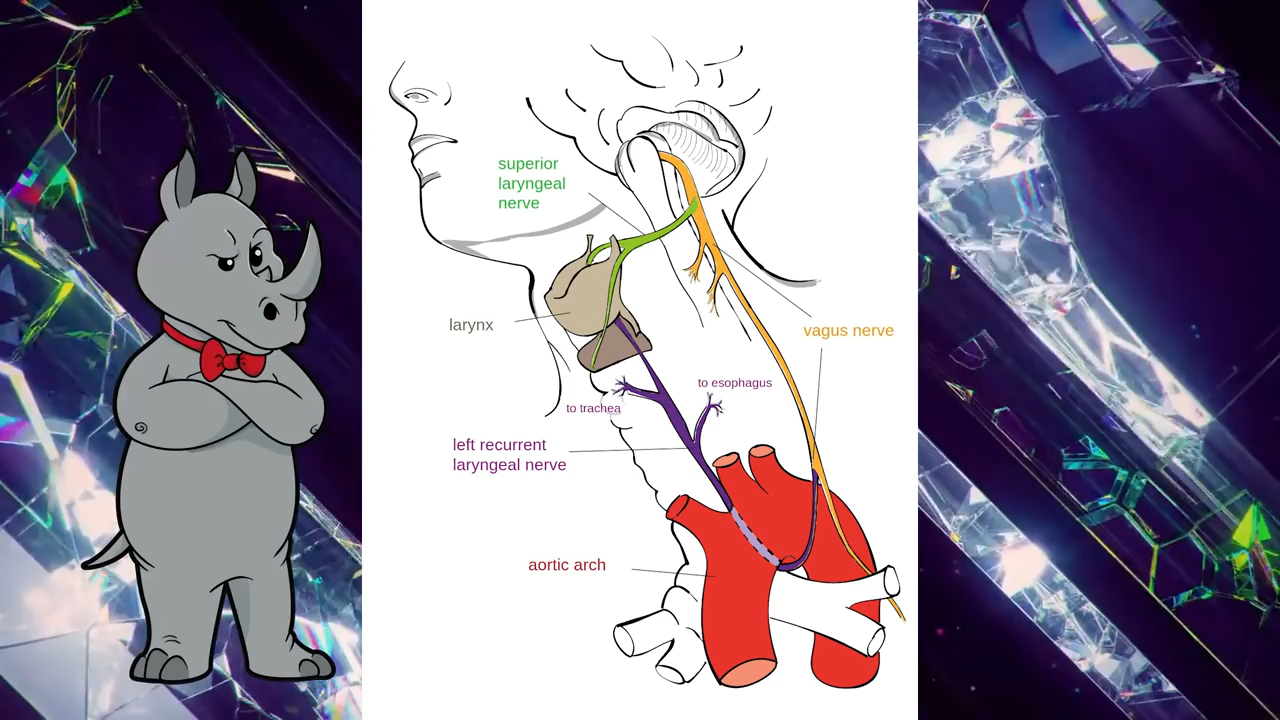 superior
laryngeal
nerve
larynx
vagus nerve
to esophagus
to trachea
left recurrent
laryngeal nerve
aortic arch